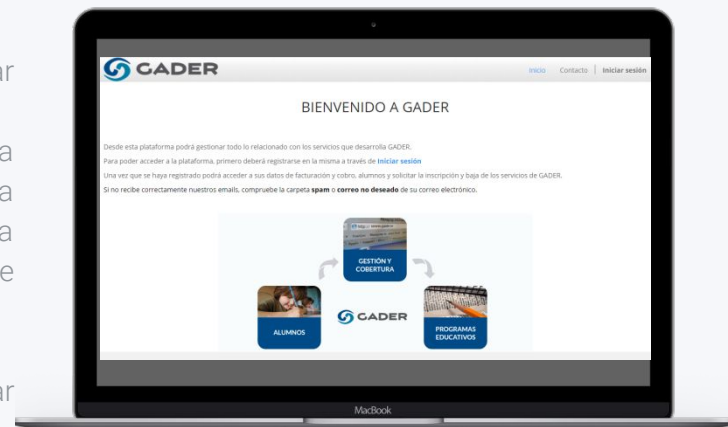 ar
a
a
a
e
ar
GADER
Inicio Contacto Iniciar sesión
BIENVENIDO A GADER
Desde esta plataforma podrá gestionar todo lo relacionado con los servicios que desarrolla GADER.
Para poder acceder a la plataforma, primero deberá registrarse en la misma a través de Iniciar sesión
Una vez que se haya registrado podrá acceder a sus datos de facturación y cobro, alumnos y solicitar la inscripción y baja de los servicios de GADER.
Si no recibe correctamente nuestros emails, compruebe la carpeta spam o correo no deseado de su correo electrónico.
GESTIÓN Y
COBERTURA
ALUMNOS
GADER
PROGRAMAS
EDUCATIVOS
MacBook